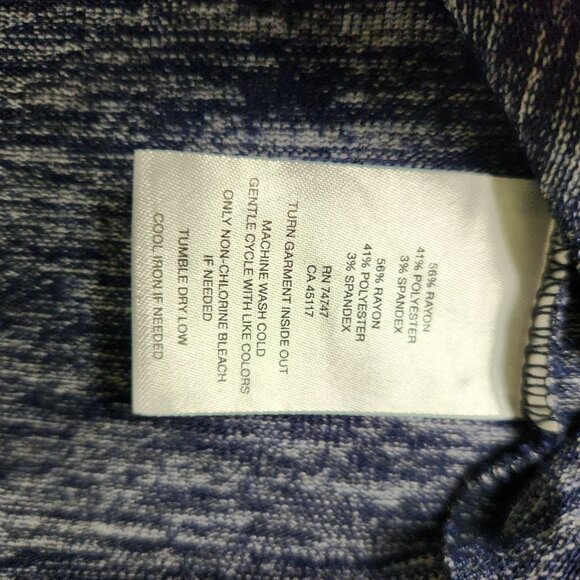 56% RAYON
41% POLYESTER
3% SPANDEX
56% RAYON
41% POLYESTER
3% SPANDEX
RN 74747
CA 45117
TURN GARMENT INSIDE OUT
MACHINE WASH COLD
GENTLE CYCLE WITH LIKE COLORS
ONLY NON-CHLORINE BLEACH
IF NEEDED
TUMBLE DRY LOW
COOL IRON IF NEEDED